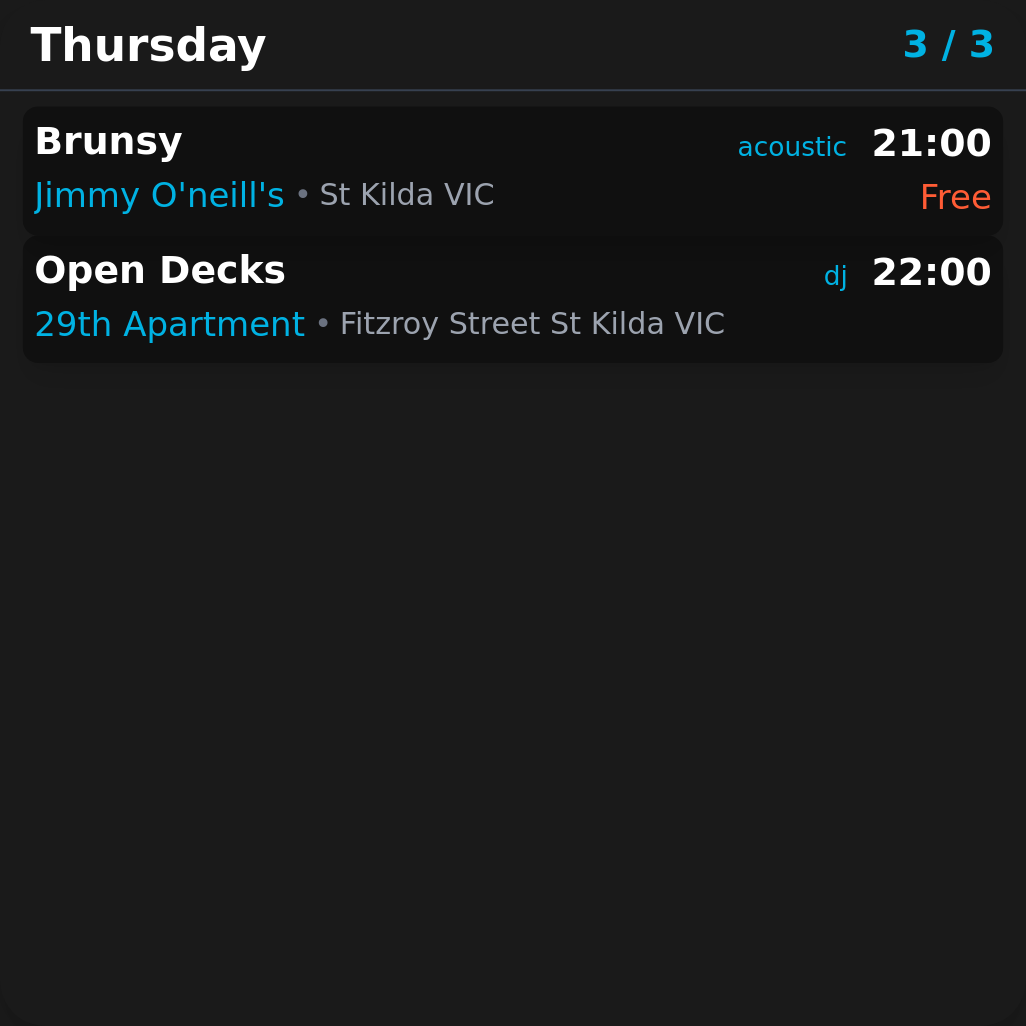 Thursday 3 / 3
Brunsy acoustic 21:00
Jimmy O'neill's • St Kilda VIC Free
Open Decks dj 22:00
29th Apartment • Fitzroy Street St Kilda VIC